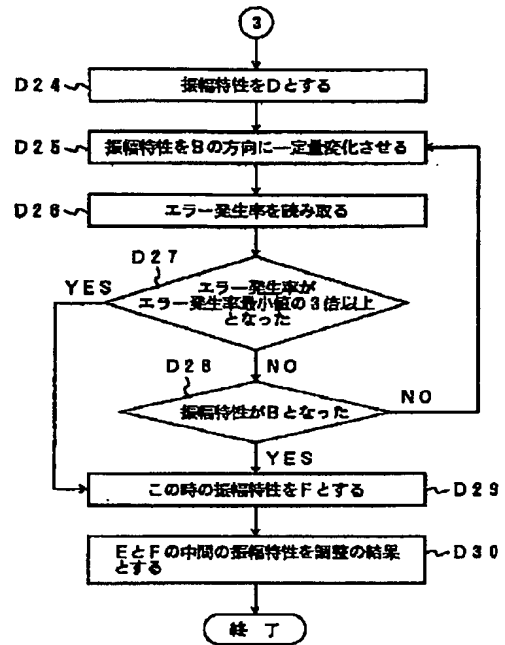 3
D24
振幅特性をDとする
D25
振幅特性をBの方向に一定量変化させる
D26
エラー発生率を読み取る
D27
YES
エラー発生率が
エラー発生率最小値の3倍以上
となった
NO
D28
振幅特性がBとなった
NO
YES
この時の振幅特性をFとする
D29
EとFの中間の振幅特性を調整の結果
とする
D30
終了